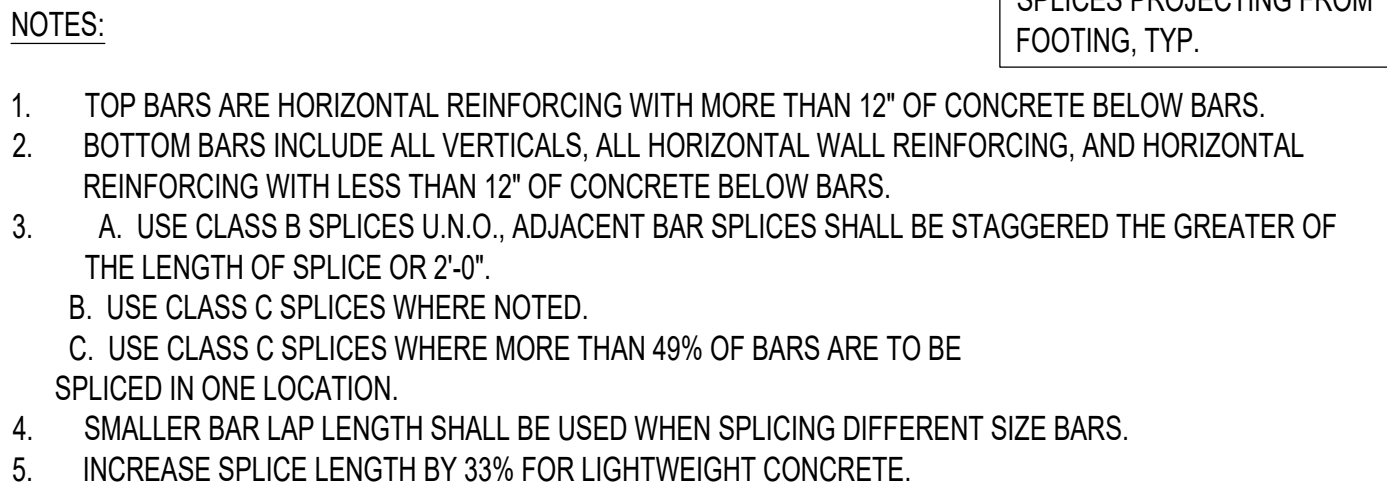 SPLICES PROJECTING FROM
FOOTING, TYP.
NOTES:
1. TOP BARS ARE HORIZONTAL REINFORCING WITH MORE THAN 12" OF CONCRETE BELOW BARS.
2. BOTTOM BARS INCLUDE ALL VERTICALS, ALL HORIZONTAL WALL REINFORCING, AND HORIZONTAL
REINFORCING WITH LESS THAN 12" OF CONCRETE BELOW BARS.
3. A. USE CLASS B SPLICES U.N.O., ADJACENT BAR SPLICES SHALL BE STAGGERED THE GREATER OF
THE LENGTH OF SPLICE OR 2'-0".
B. USE CLASS C SPLICES WHERE NOTED.
C. USE CLASS C SPLICES WHERE MORE THAN 49% OF BARS ARE TO BE
SPLICED IN ONE LOCATION.
4. SMALLER BAR LAP LENGTH SHALL BE USED WHEN SPLICING DIFFERENT SIZE BARS.
5. INCREASE SPLICE LENGTH BY 33% FOR LIGHTWEIGHT CONCRETE.